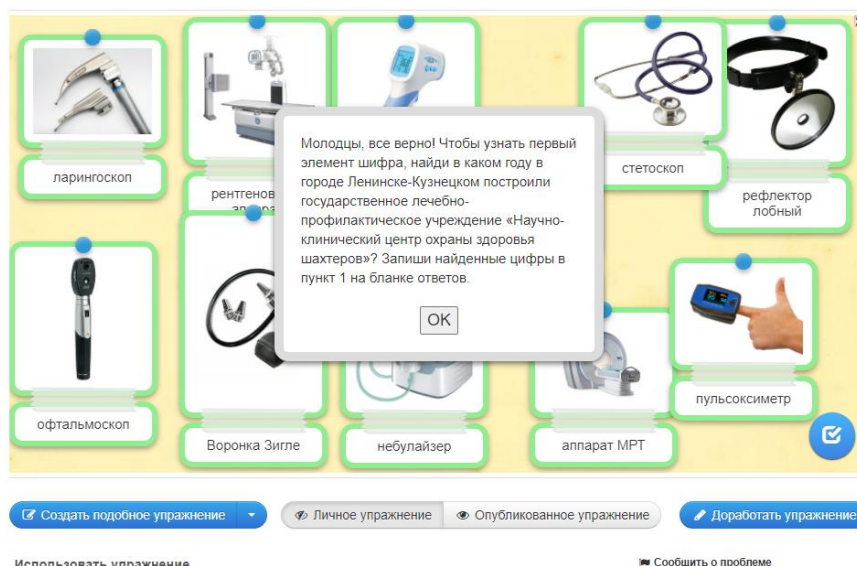 ларингоскоп
рентгенов
стетоскоп
рефлектор
лобный
Молодцы, все верно! Чтобы узнать первый
элемент шифра, найди в каком году в
городе Ленинске-Кузнецком построили
государственное лечебно-
профилактическое учреждение «Научно-
клинический центр охраны здоровья
шахтеров»? Запиши найденные цифры в
пункт 1 на бланке ответов.
OK
офтальмоскоп
Воронка Зигле
небулайзер
аппарат МРТ
пульсоксиметр
Создать подобное упражнение
Личное упражнение
Опубликованное упражнение
Доработать упражнение
Использовать упражнение
Сообщить о проблеме